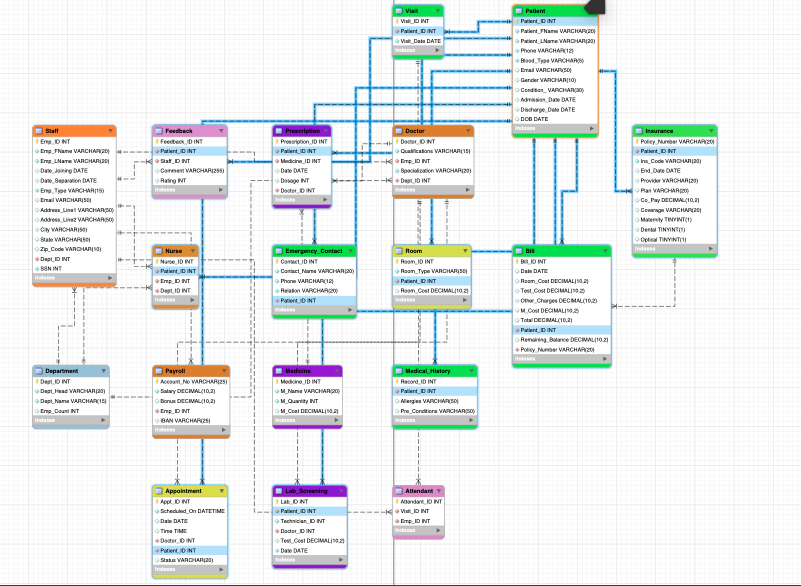 Visit
Visit_ID INT
Patient_ID INT
Visit_Date DATE
Indexes
Patient
Patient_ID INT
Patient_FName VARCHAR(20)
Patient_LName VARCHAR(20)
Phone VARCHAR(12)
Blood_Type VARCHAR(5)
Email VARCHAR(50)
Gender VARCHAR(10)
Condition_ VARCHAR(30)
Admission_Date DATE
Discharge_Date DATE
DOB DATE
Indexes
Staff
Emp_ID INT
Emp_FName VARCHAR(20)
Emp_LName VARCHAR(20)
Date_Joining DATE
Date_Separation DATE
Emp_Type VARCHAR(15)
Email VARCHAR(50)
Address_Line1 VARCHAR(50)
Address_Line2 VARCHAR(50)
City VARCHAR(50)
State VARCHAR(50)
Zip_Code VARCHAR(10)
Dept_ID INT
SSN INT
Indexes
Feedback
Feedback_ID INT
Patient_ID INT
Staff_ID INT
Comment VARCHAR(255)
Rating INT
Indexes
Prescription
Prescription_ID INT
Patient_ID INT
Medicine_ID INT
Date DATE
Dosage INT
Doctor_ID INT
Indexes
Doctor
Doctor_ID INT
Qualifications VARCHAR(15)
Emp_ID INT
Specialization VARCHAR(20)
Dept_ID INT
Indexes
Insurance
Policy_Number VARCHAR(20)
Patient_ID INT
Ins_Code VARCHAR(20)
End_Date DATE
Provider VARCHAR(20)
Plan VARCHAR(20)
Co_Pay DECIMAL(10,2)
Coverage VARCHAR(20)
Maternity TINYINT(1)
Dental TINYINT(1)
Optical TINYINT(1)
Indexes
Nurse
Nurse_ID INT
Patient_ID INT
Emp_ID INT
Dept_ID INT
Indexes
Emergency_Contact
Contact_ID INT
Contact_Name VARCHAR(20)
Phone VARCHAR(12)
Relation VARCHAR(20)
Patient_ID INT
Indexes
Room
Room_ID INT
Room_Type VARCHAR(50)
Patient_ID INT
Room_Cost DECIMAL(10,2)
Indexes
Bill
Bill_ID INT
Date DATE
Room_Cost DECIMAL(10,2)
Test_Cost DECIMAL(10,2)
Other_Charges DECIMAL(10,2)
M_Cost DECIMAL(10,2)
Total DECIMAL(10,2)
Patient_ID INT
Remaining_Balance DECIMAL(10,2)
Policy_Number VARCHAR(20)
Indexes
Department
Dept_ID INT
Dept_Head VARCHAR(20)
Dept_Name VARCHAR(15)
Emp_Count INT
Indexes
Payroll
Account_No VARCHAR(25)
Salary DECIMAL(10,2)
Bonus DECIMAL(10,2)
Emp_ID INT
IBAN VARCHAR(25)
Indexes
Medicine
Medicine_ID INT
M_Name VARCHAR(20)
M_Quantity INT
M_Cost DECIMAL(10,2)
Indexes
Medical_History
Record_ID INT
Patient_ID INT
Allergies VARCHAR(50)
Pre_Conditions VARCHAR(50)
Indexes
Appointment
Appt_ID INT
Scheduled_On DATETIME
Date DATE
Time TIME
Doctor_ID INT
Patient_ID INT
Status VARCHAR(20)
Indexes
Lab_Screening
Lab_ID INT
Patient_ID INT
Technician_ID INT
Doctor_ID INT
Test_Cost DECIMAL(10,2)
Date DATE
Indexes
Attendant
Attendant_ID INT
Visit_ID INT
Emp_ID INT
Indexes